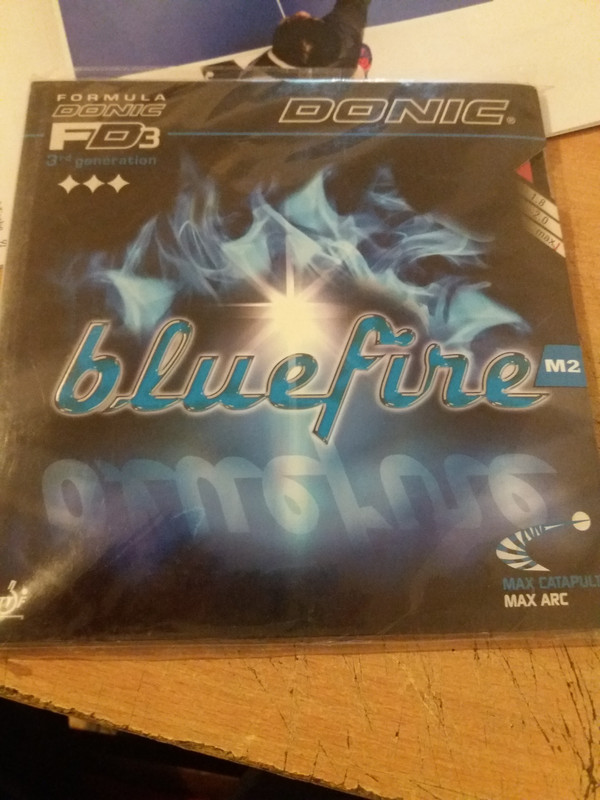 FORMULA
DONIC
DONIC®
FD3
3rd generation
1.8
2.0
max
bluefire
M2
MAX CATAPULT
MAX ARC